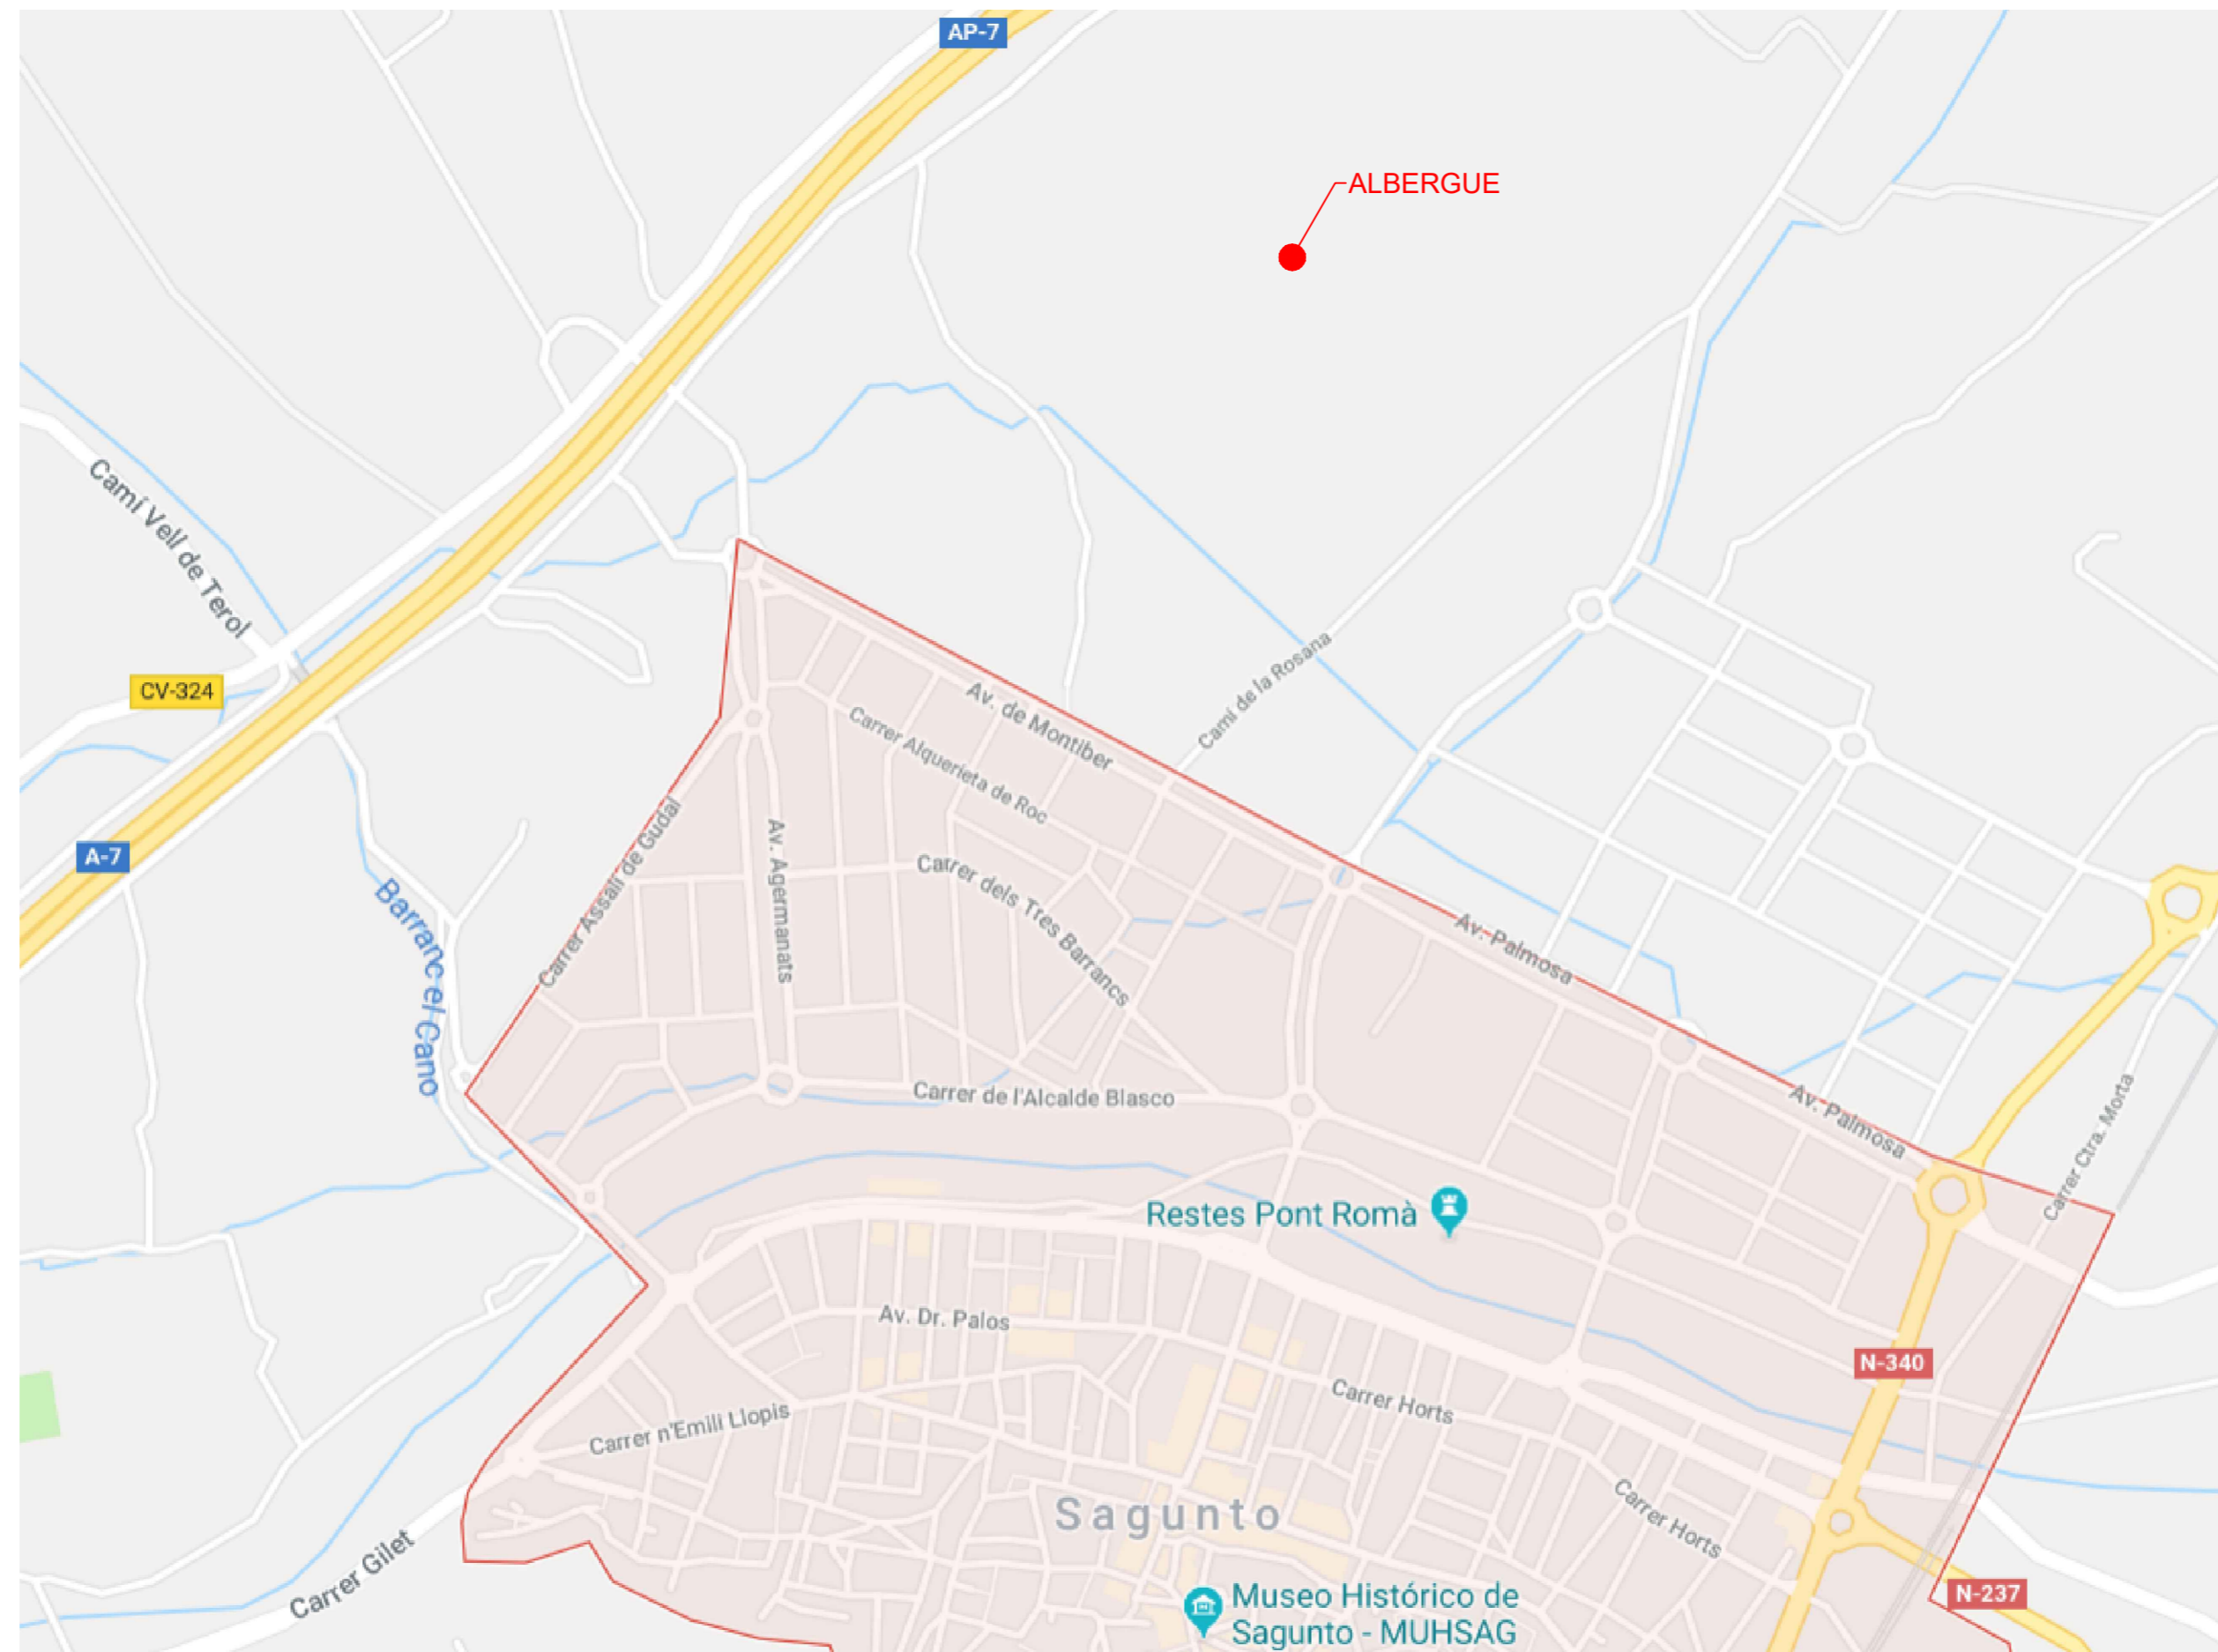 AP-7
ALBERGUE
Camí Vell de Terol
CV-324
Camí de la Rosana
Av. de Montiber
Carrer Alquerieta de Roc
A-7
Carrer Assali de Gudal
Av. Agermanats
Carrer dels Tres Barrancs
Barranc el Cano
Av. Palmosa
Carrer de l'Alcalde Blasco
Av. Palmosa
Carrer Ctra. Morta
Restes Pont Romà
Av. Dr. Palos
N-340
Carrer Horts
Carrer n'Emili Llopis
Sagunto
Carrer Horts
Carrer Gilet
Museo Histórico de
Sagunto - MUHSAG
N-237